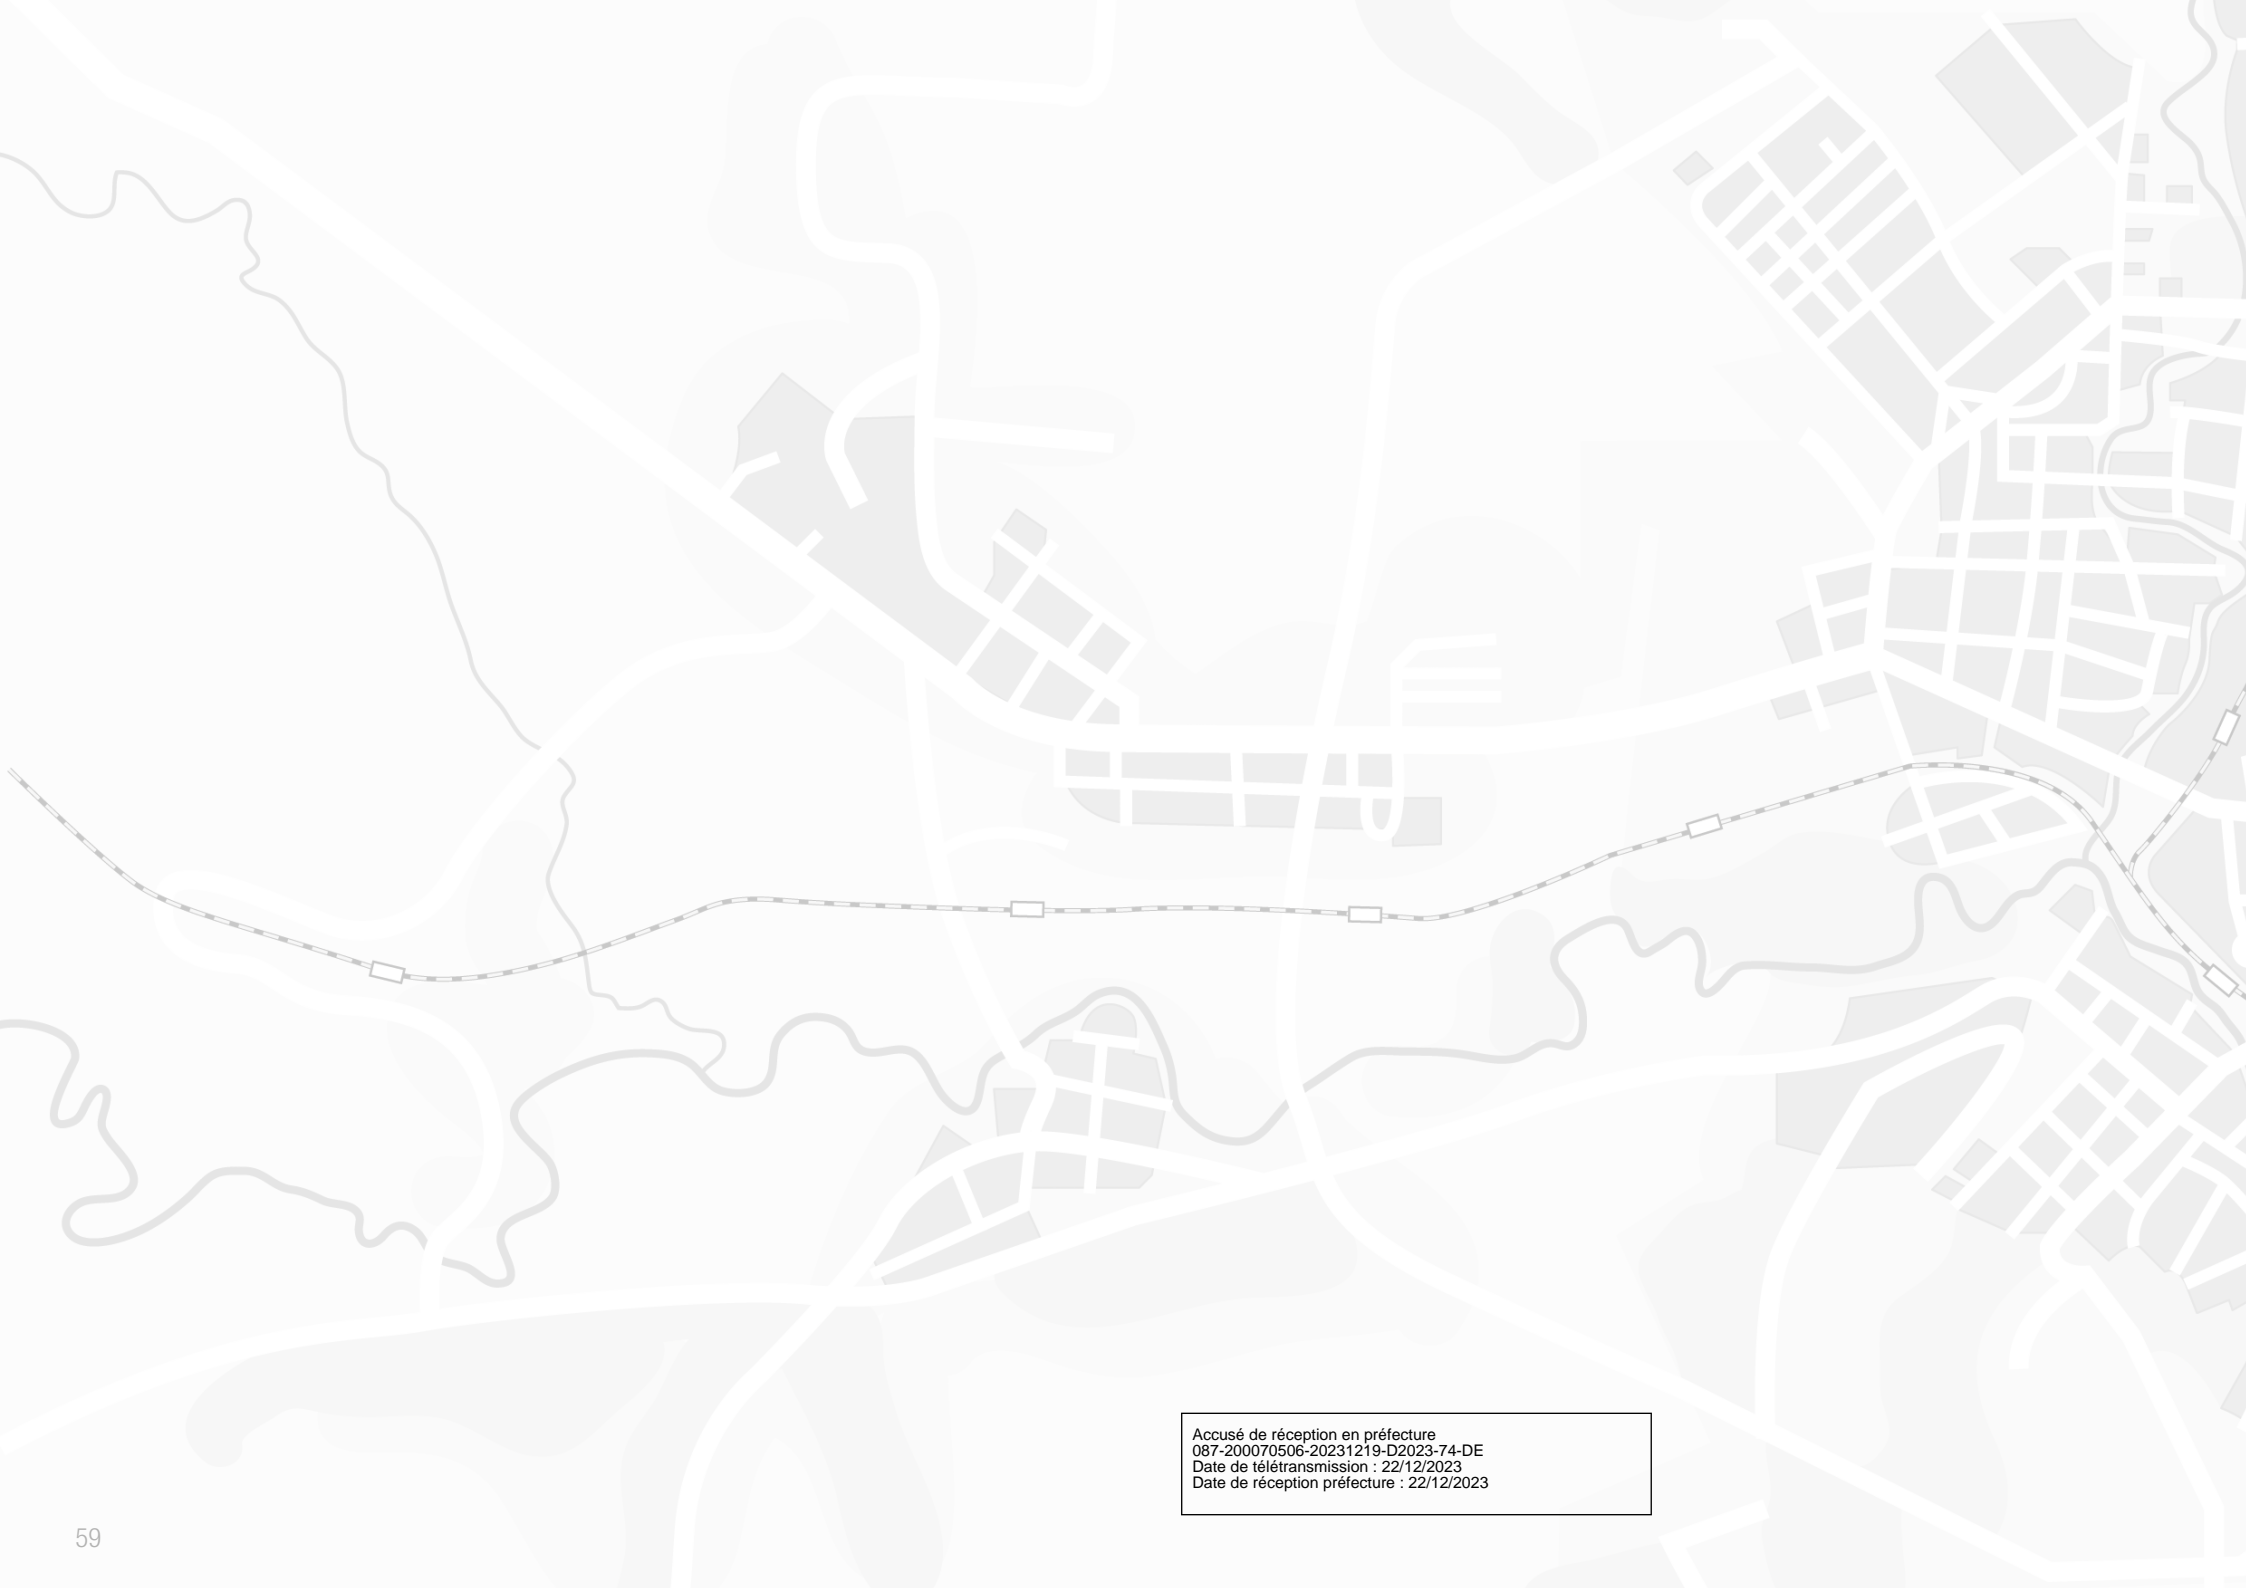 Accusé de réception en préfecture
087-200070506-20231219-D2023-74-DE
Date de télétransmission : 22/12/2023
Date de réception préfecture : 22/12/2023
59